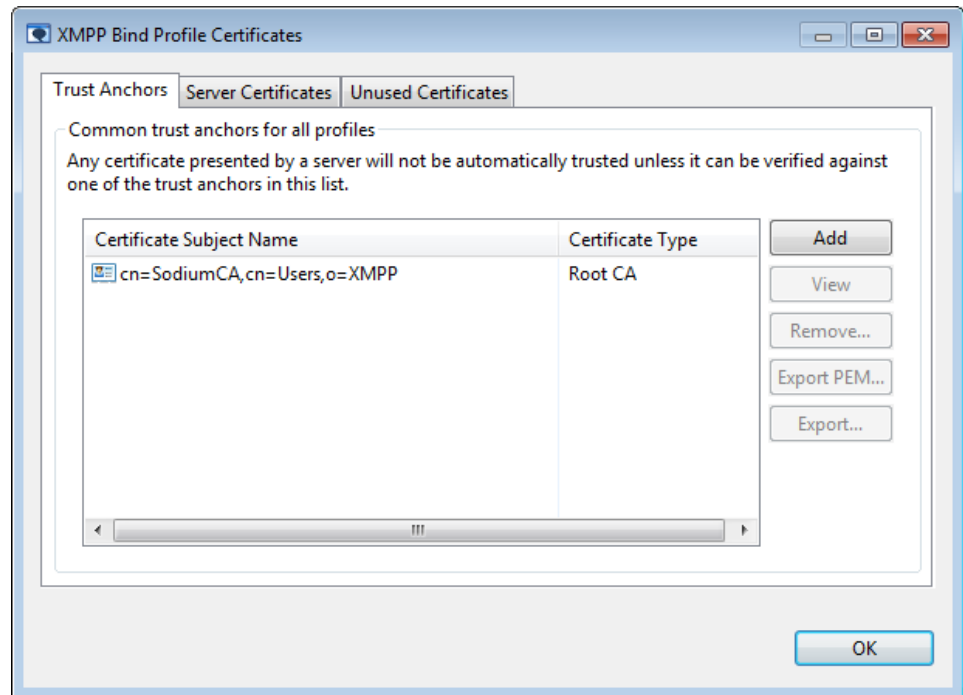 XMPP Bind Profile Certificates
Trust Anchors Server Certificates Unused Certificates
Common trust anchors for all profiles
Any certificate presented by a server will not be automatically trusted unless it can be verified against
one of the trust anchors in this list.
Certificate Subject Name Certificate Type Add
cn=SodiumCA,cn=Users,o=XMPP Root CA
View
Remove...
Export PEM...
Export...
OK